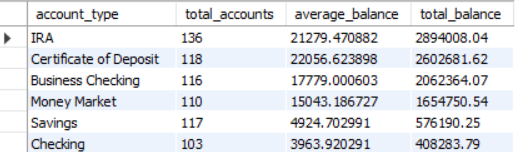 account_type total_accounts average_balance total_balance
IRA 136 21279.470882 2894008.04
Certificate of Deposit 118 22056.623898 2602681.62
Business Checking 116 17779.000603 2062364.07
Money Market 110 15043.186727 1654750.54
Savings 117 4924.702991 576190.25
Checking 103 3963.920291 408283.79